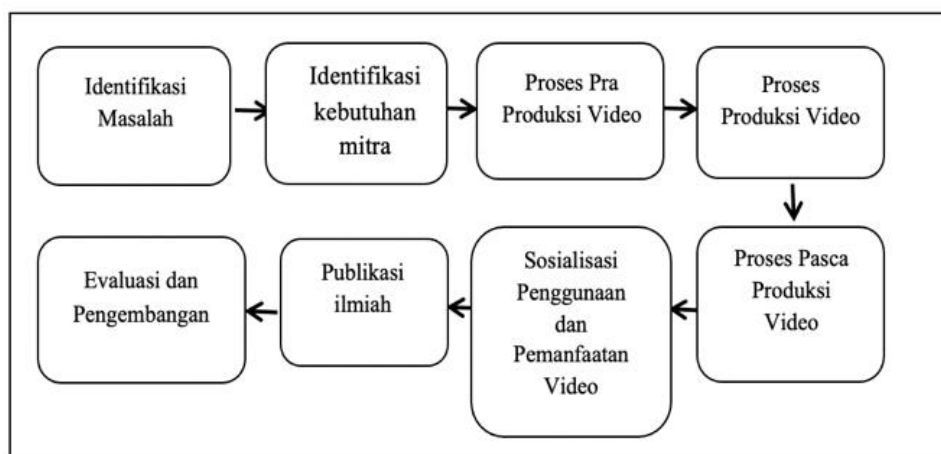 Identifikasi
Masalah
Identifikasi
kebutuhan
mitra
Proses Pra
Produksi Video
Proses
Produksi Video
Proses Pasca
Produksi
Video
Sosialisasi
Penggunaan
dan
Pemanfaatan
Video
Publikasi
ilmiah
Evaluasi dan
Pengembangan